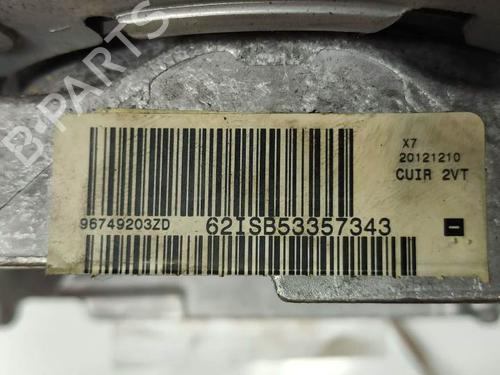 B-PARTS
X7
20121210
CUIR 2VT
96749203ZD
62ISB53357343